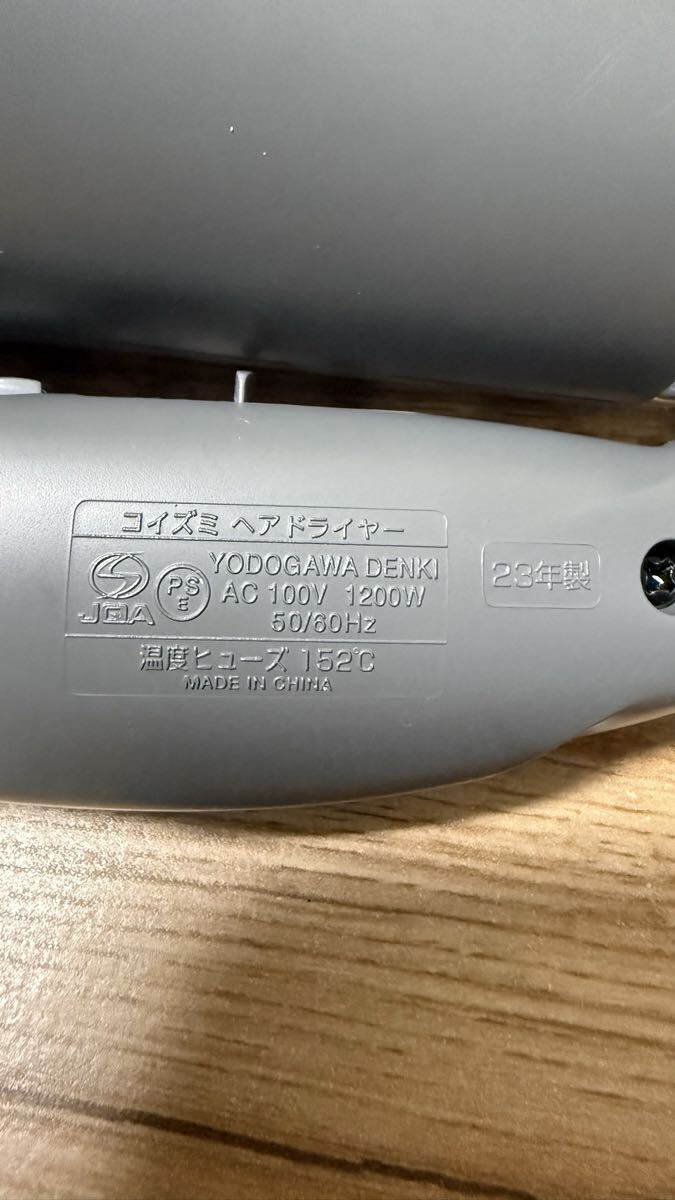 コイズミ ヘアドライヤー
JQA
PS
E
YODOGAWA DENKI
AC 100V 1200W
50/60Hz
温度ヒューズ 152℃
MADE IN CHINA
23年製